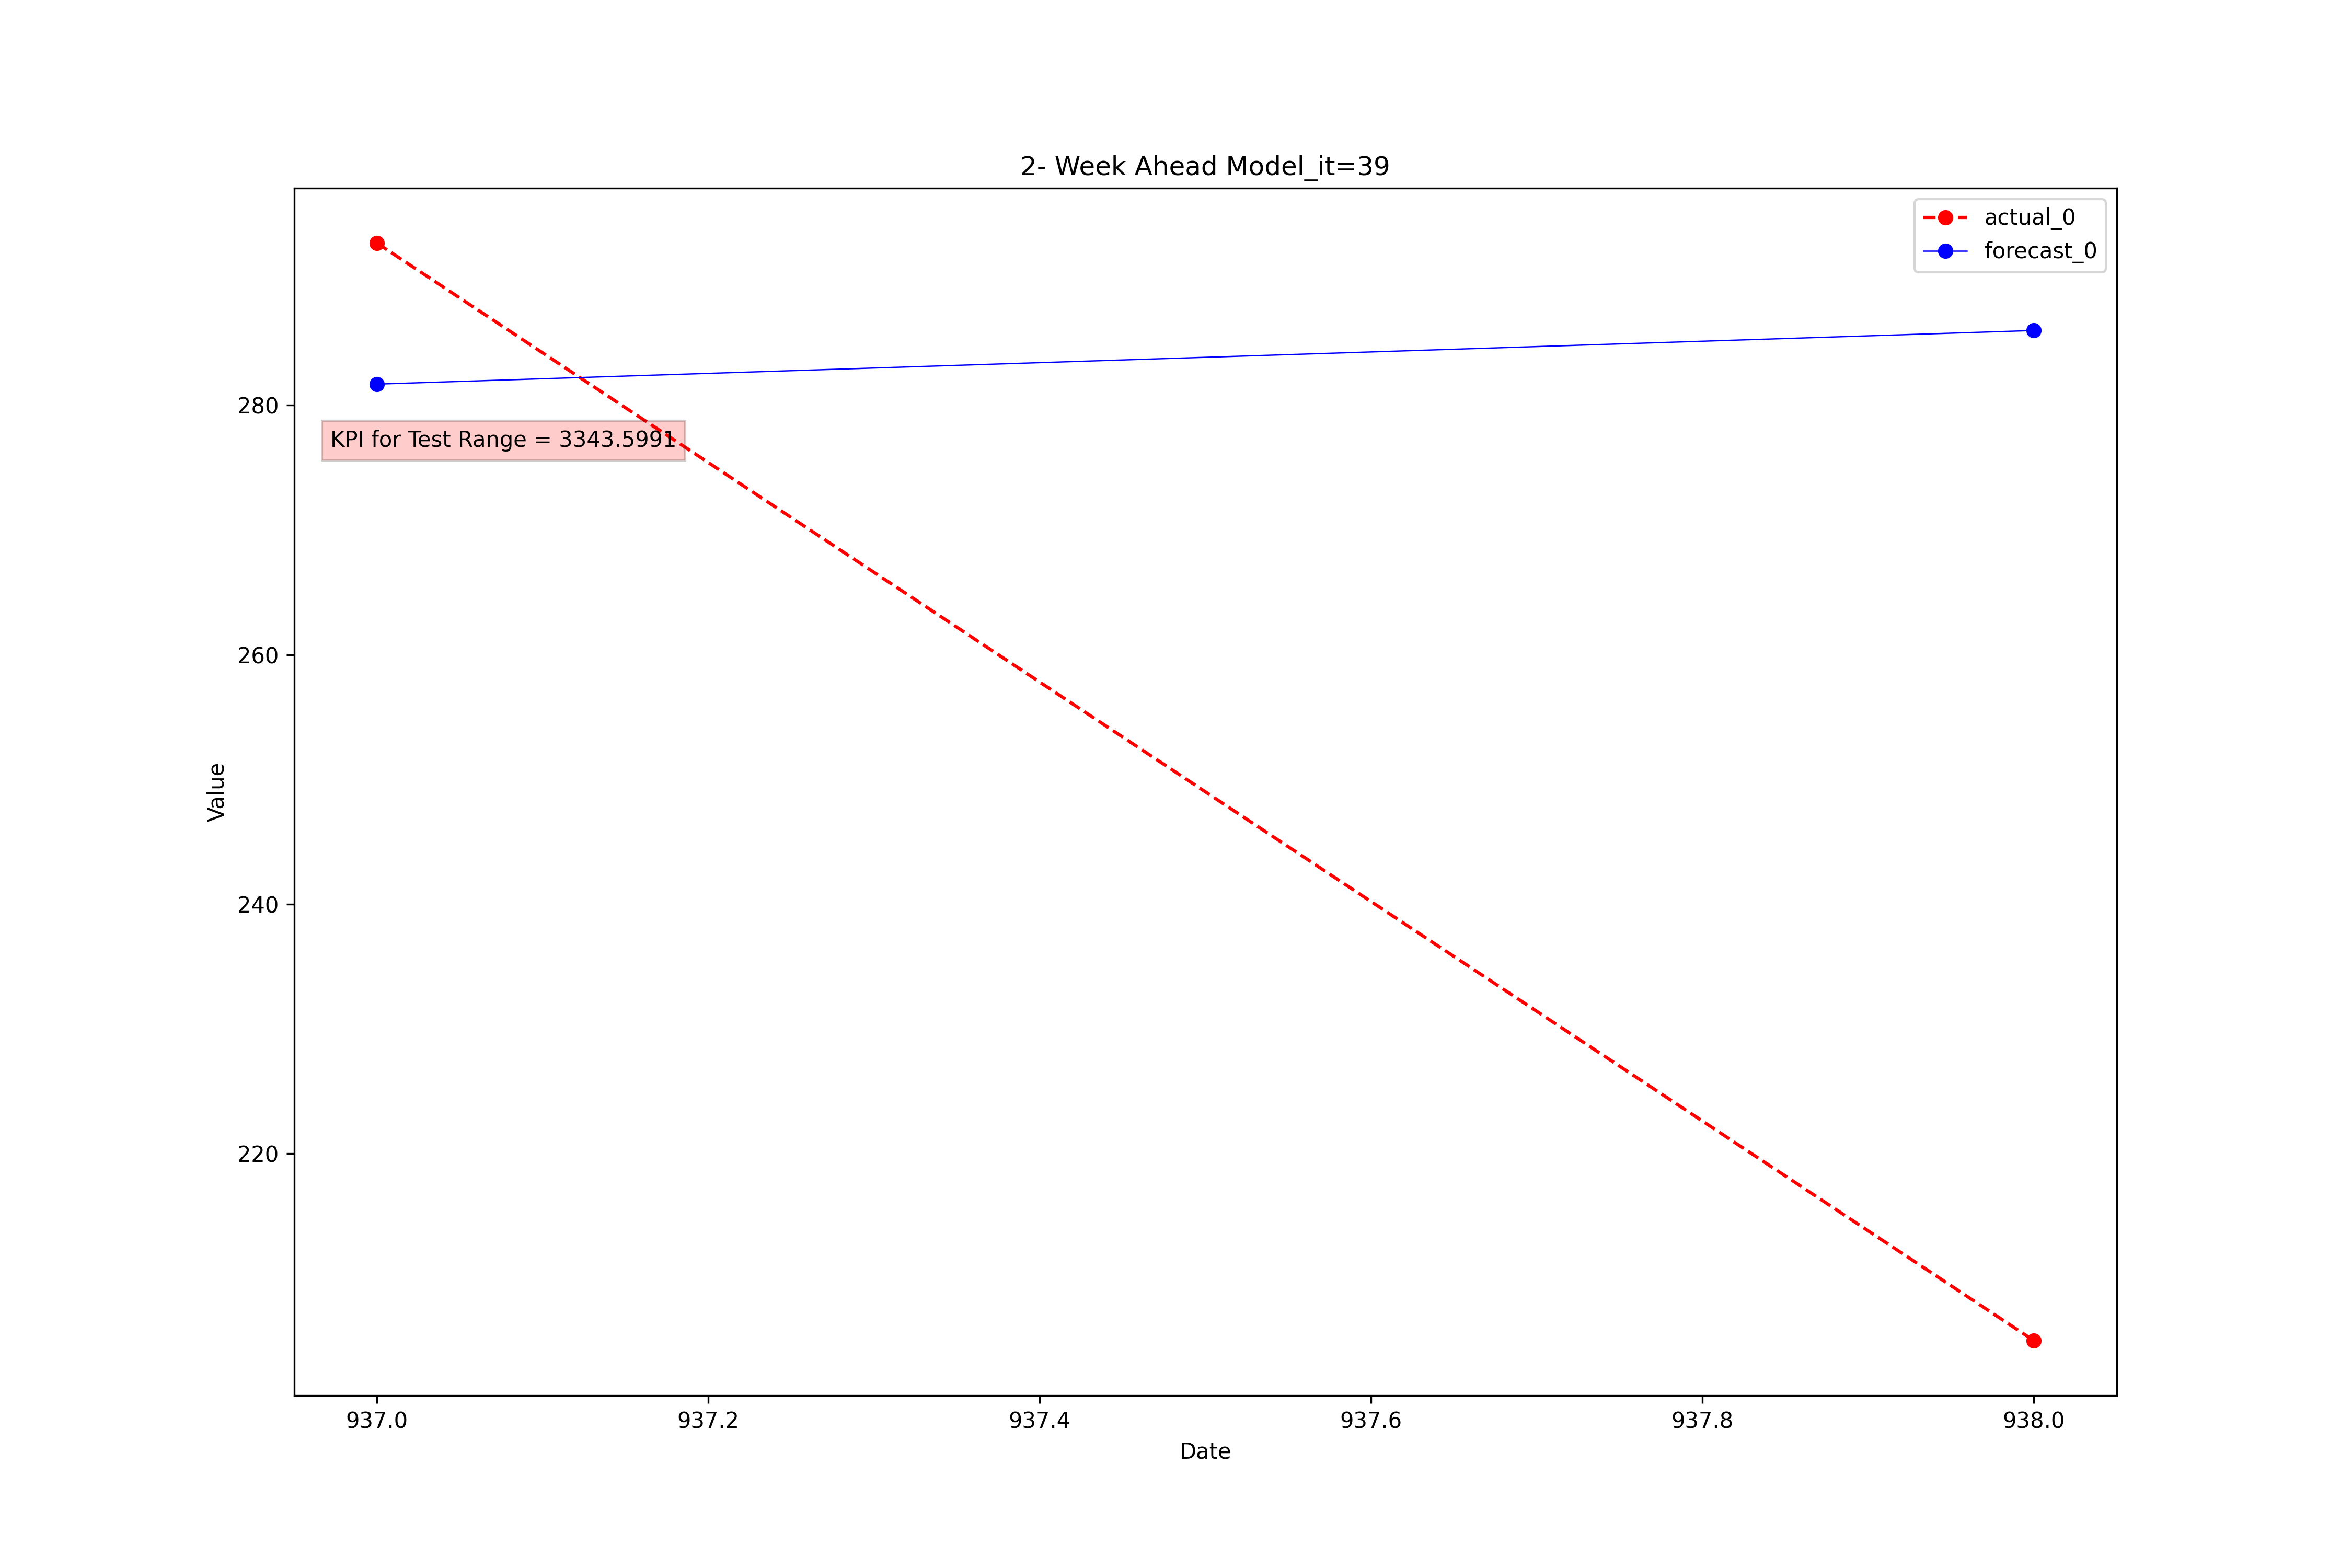 2- Week Ahead Model_it=39
actual_0
forecast_0
KPI for Test Range = 3343.5991
280
260
240
220
Value
937.0
937.2
937.4
937.6
937.8
938.0
Date